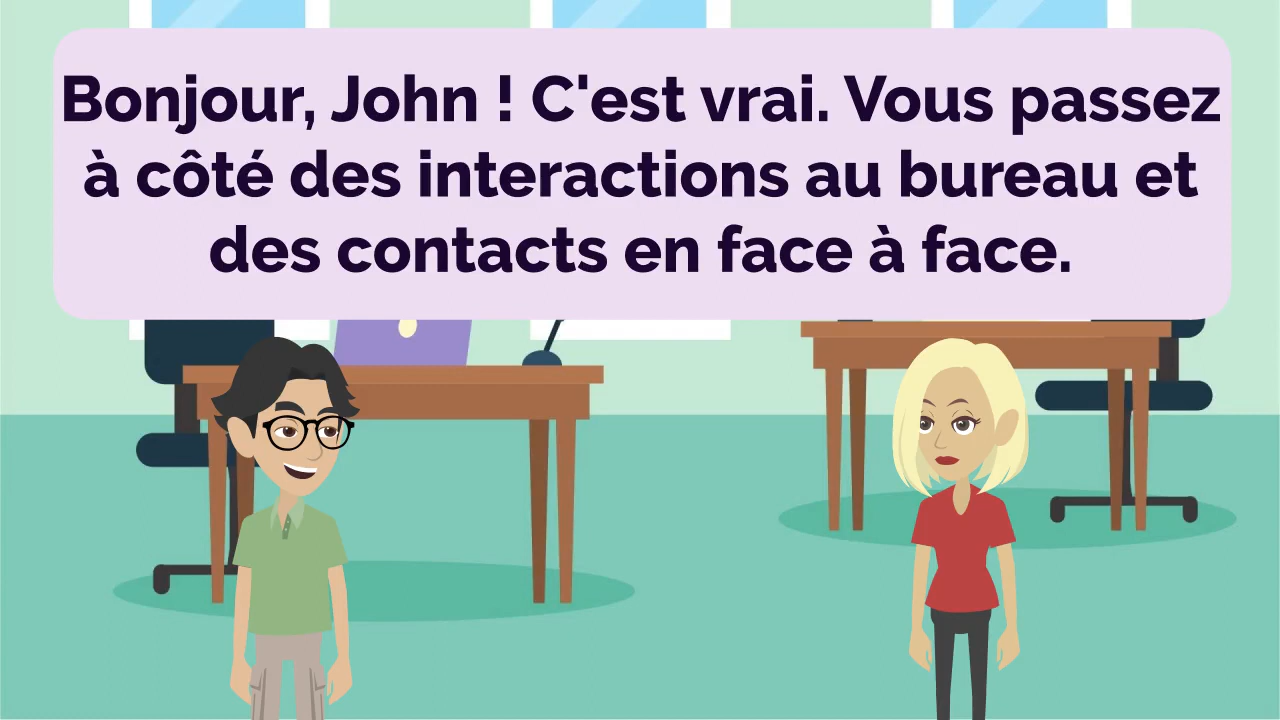 Bonjour, John ! C'est vrai. Vous passez
à côté des interactions au bureau et
des contacts en face à face.